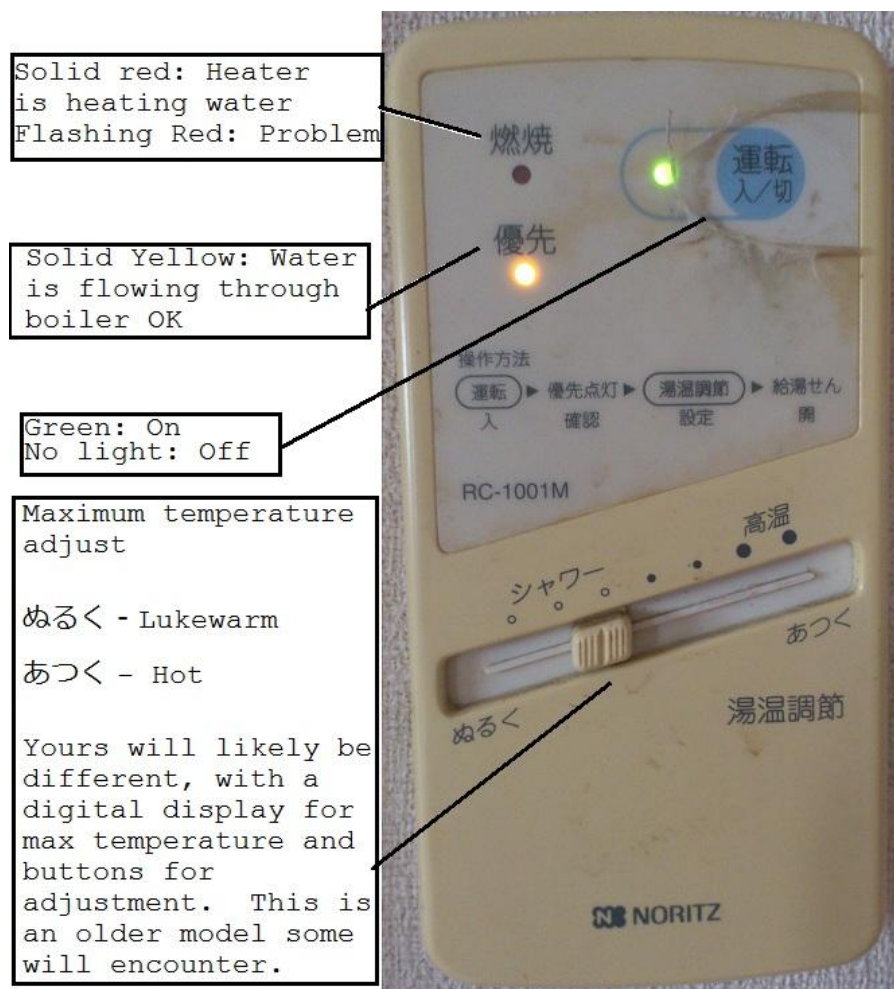 Solid red: Heater
is heating water
Flashing Red: Problem
Solid Yellow: Water
is flowing through
boiler OK
Green: On
No light: Off
Maximum temperature
adjust
ぬるく - Lukewarm
あつく – Hot
Yours will likely be
different, with a
digital display for
max temperature and
buttons for
adjustment. This is
an older model some
will encounter.
燃焼
運転
入/切
優先
操作方法
運転 ▶ 優先点灯 ▶ 湯温調節 ▶ 給湯せん
入 確認 設定 開
RC-1001M
シャワー 高温
ぬるく あつく
湯温調節
NORITZ